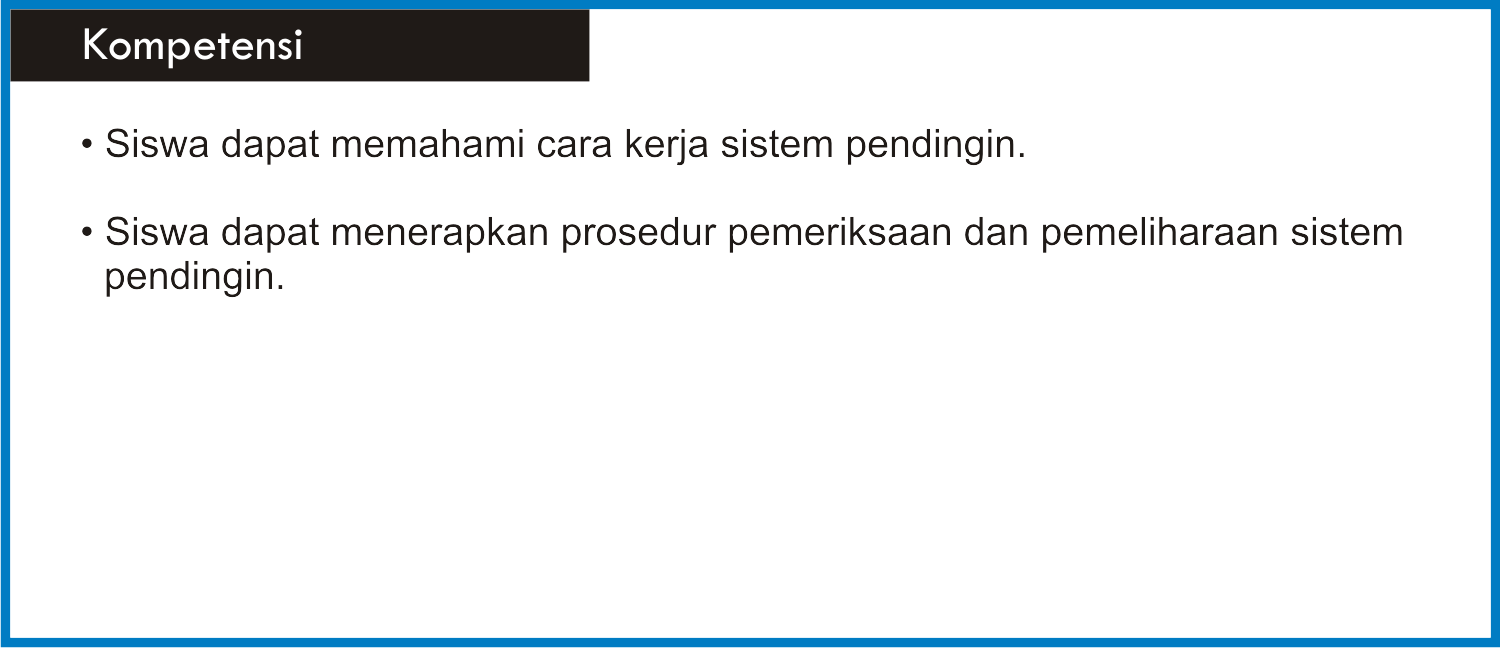 Kompetensi
• Siswa dapat memahami cara kerja sistem pendingin.
• Siswa dapat menerapkan prosedur pemeriksaan dan pemeliharaan sistem
pendingin.